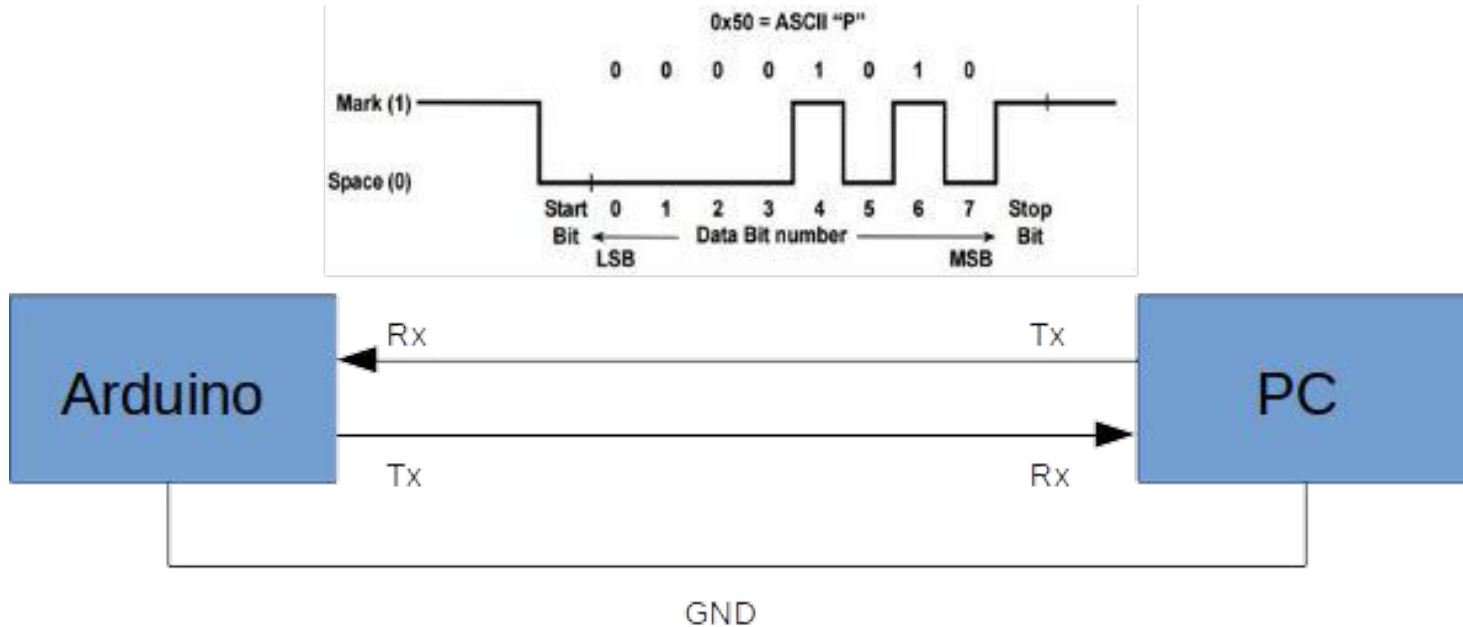 0x50 = ASCII “P”
0 0 0 0 1 0 1 0
Mark (1)
Space (0)
Start 0 1 2 3 4 5 6 7 Stop
Bit Data Bit number Bit
LSB MSB
Rx Tx
Arduino PC
Tx Rx
GND